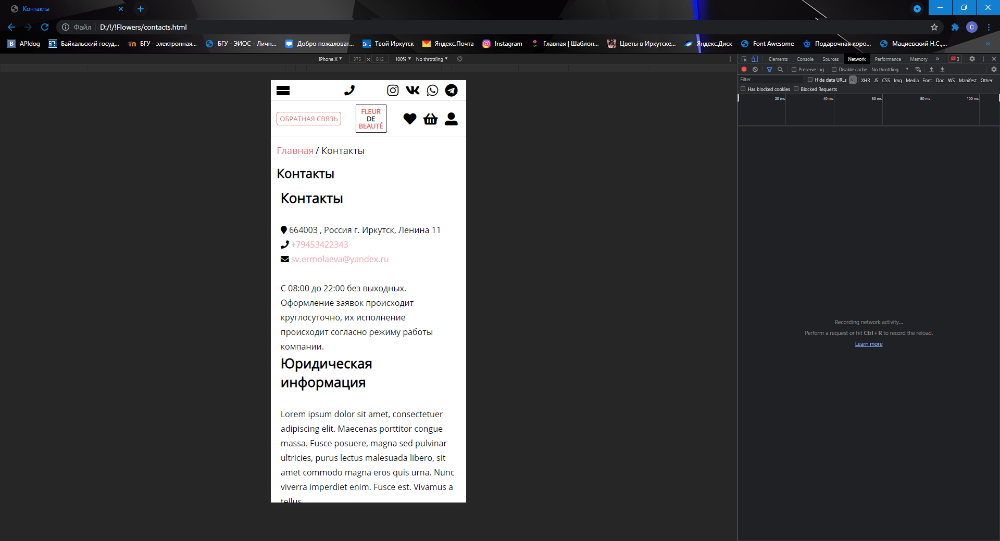 Контакты
Файл D:/!/!Flowers/contacts.html C
B APIdog БГУ Байкальский госуд... БГУ - электронная... БГУ - ЭИОС - Личн... Добро пожаловат... IRK. Твой Иркутск Яндекс.Почта Instagram Главная | Шаблон... Цветы в Иркутске... Яндекс.Диск Font Awesome Подарочная коро... Мациевский Н.С.,... »
iPhone X 375 × 812 100% No throttling
Elements Console Sources Network Performance Memory » 3
Preserve log Disable cache No throttling
Filter Hide data URLs All XHR JS CSS Img Media Font Doc WS Manifest Other
Has blocked cookies Blocked Requests
20 ms 40 ms 60 ms 80 ms 100 ms
ОБРАТНАЯ СВЯЗЬ
FLEUR
DE
BEAUTÉ
Главная / Контакты
Контакты
Контакты
664003 , Россия г. Иркутск, Ленина 11
+79453422343
sv.ermolaeva@yandex.ru
С 08:00 до 22:00 без выходных.
Оформление заявок происходит
круглосуточно, их исполнение
происходит согласно режиму работы
компании.
Юридическая
информация
Lorem ipsum dolor sit amet, consectetuer
adipiscing elit. Maecenas porttitor congue
massa. Fusce posuere, magna sed pulvinar
ultricies, purus lectus malesuada libero, sit
amet commodo magna eros quis urna. Nunc
viverra imperdiet enim. Fusce est. Vivamus a
tellus
Recording network activity...
Perform a request or hit Ctrl + R to record the reload.
Learn more